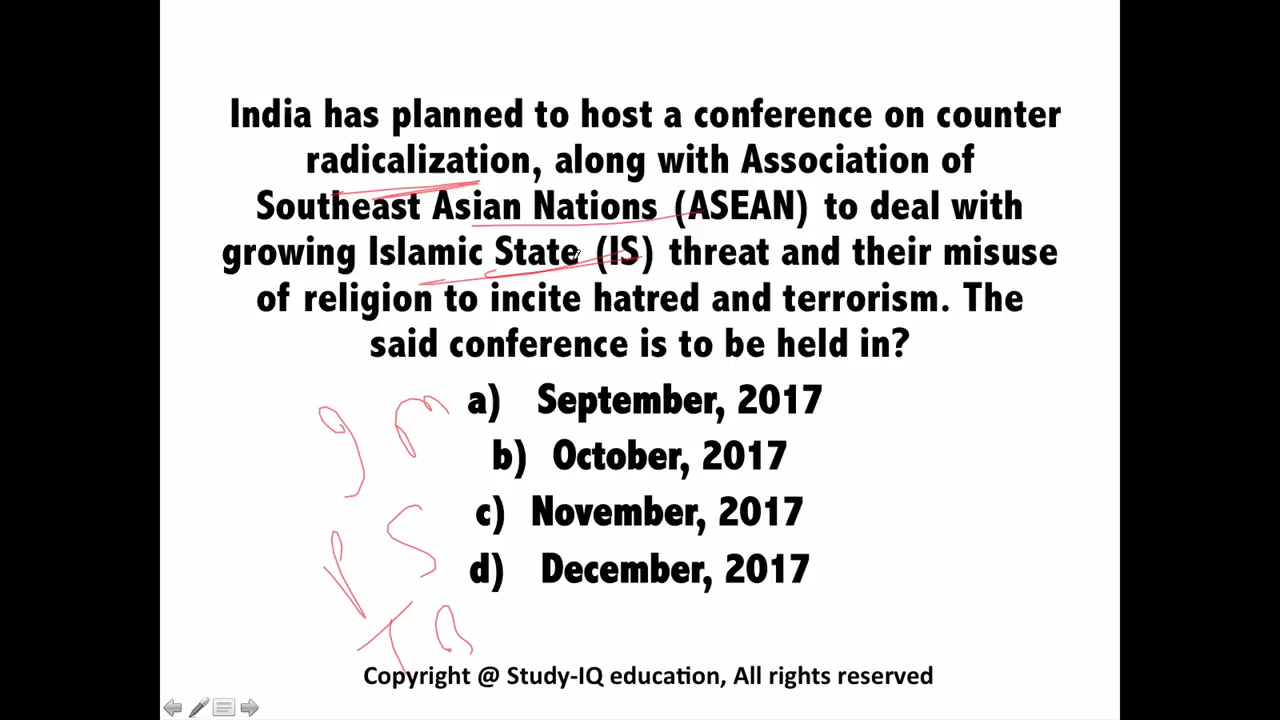 India has planned to host a conference on counter
radicalization, along with Association of
Southeast Asian Nations (ASEAN) to deal with
growing Islamic State (IS) threat and their misuse
of religion to incite hatred and terrorism. The
said conference is to be held in?
a) September, 2017
b) October, 2017
c) November, 2017
d) December, 2017
Copyright @ Study-IQ education, All rights reserved